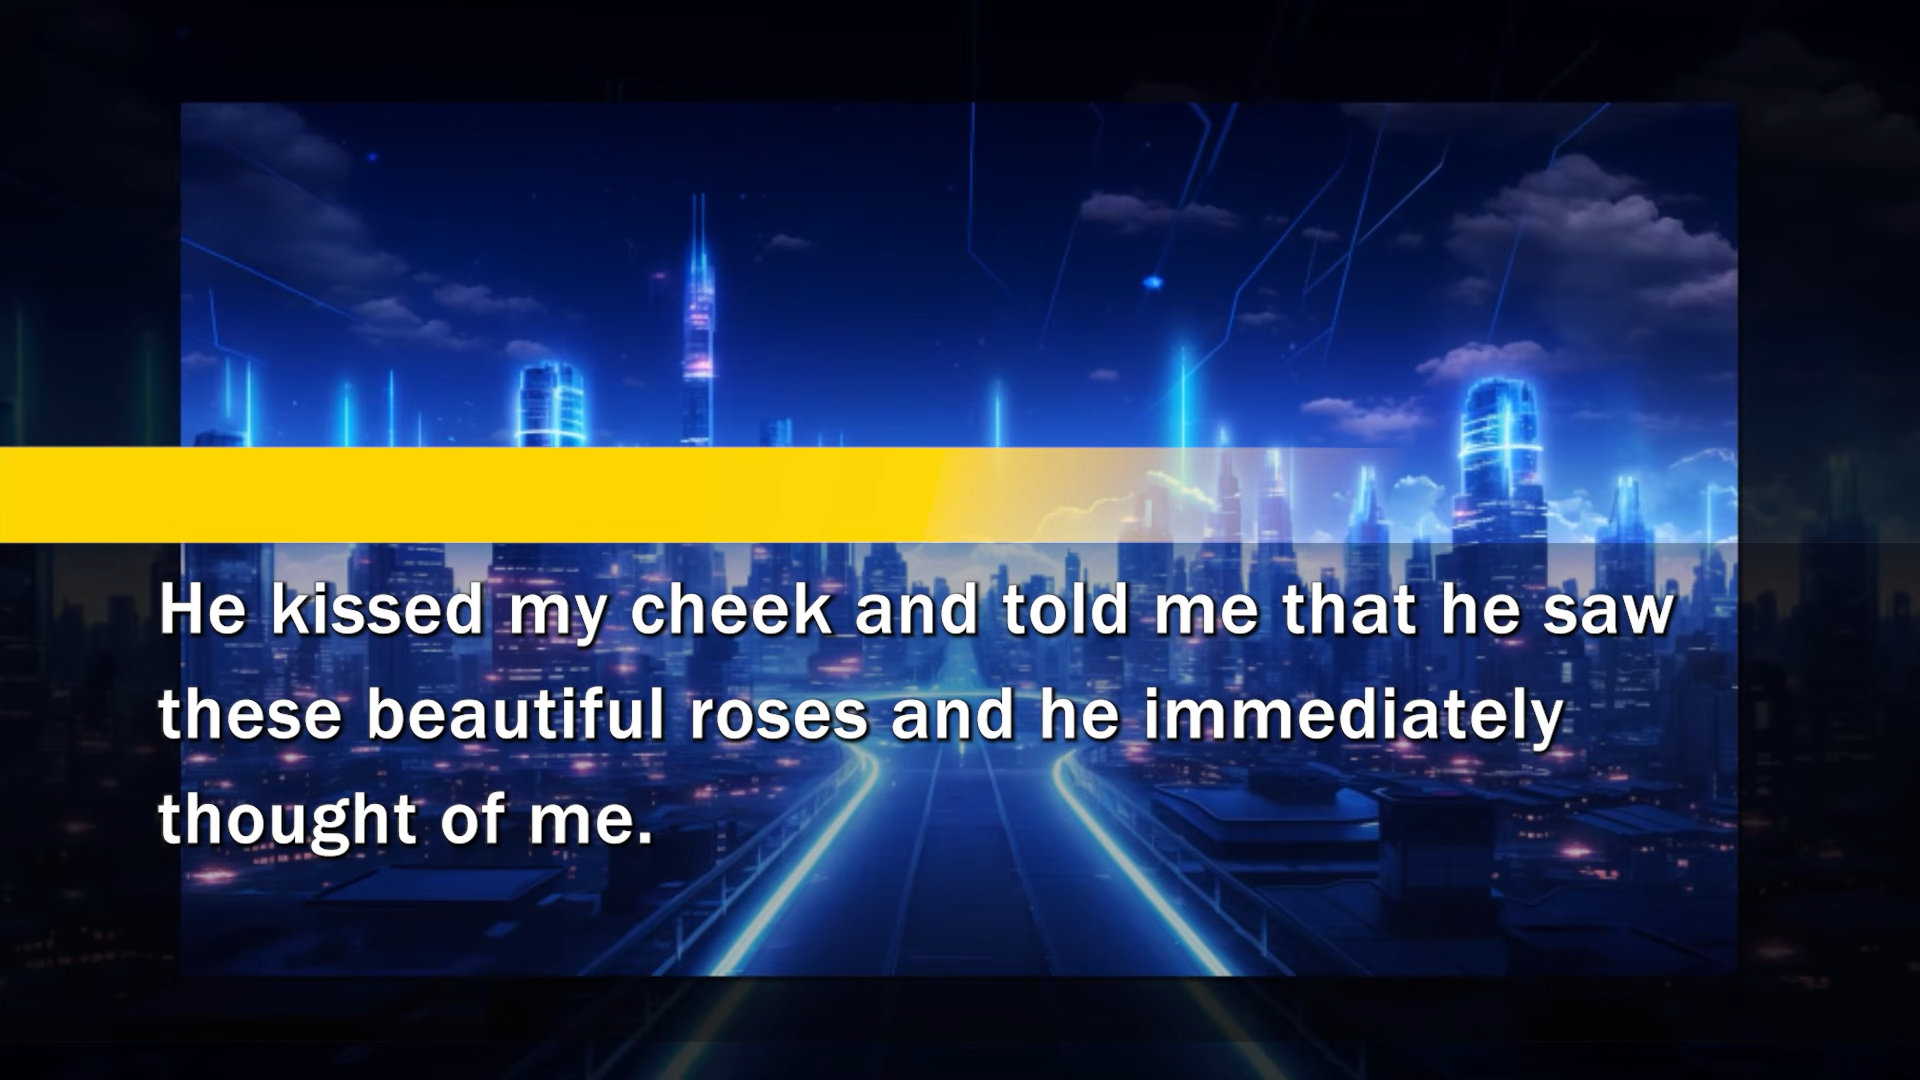 He kissed my cheek and told me that he saw
these beautiful roses and he immediately
thought of me.